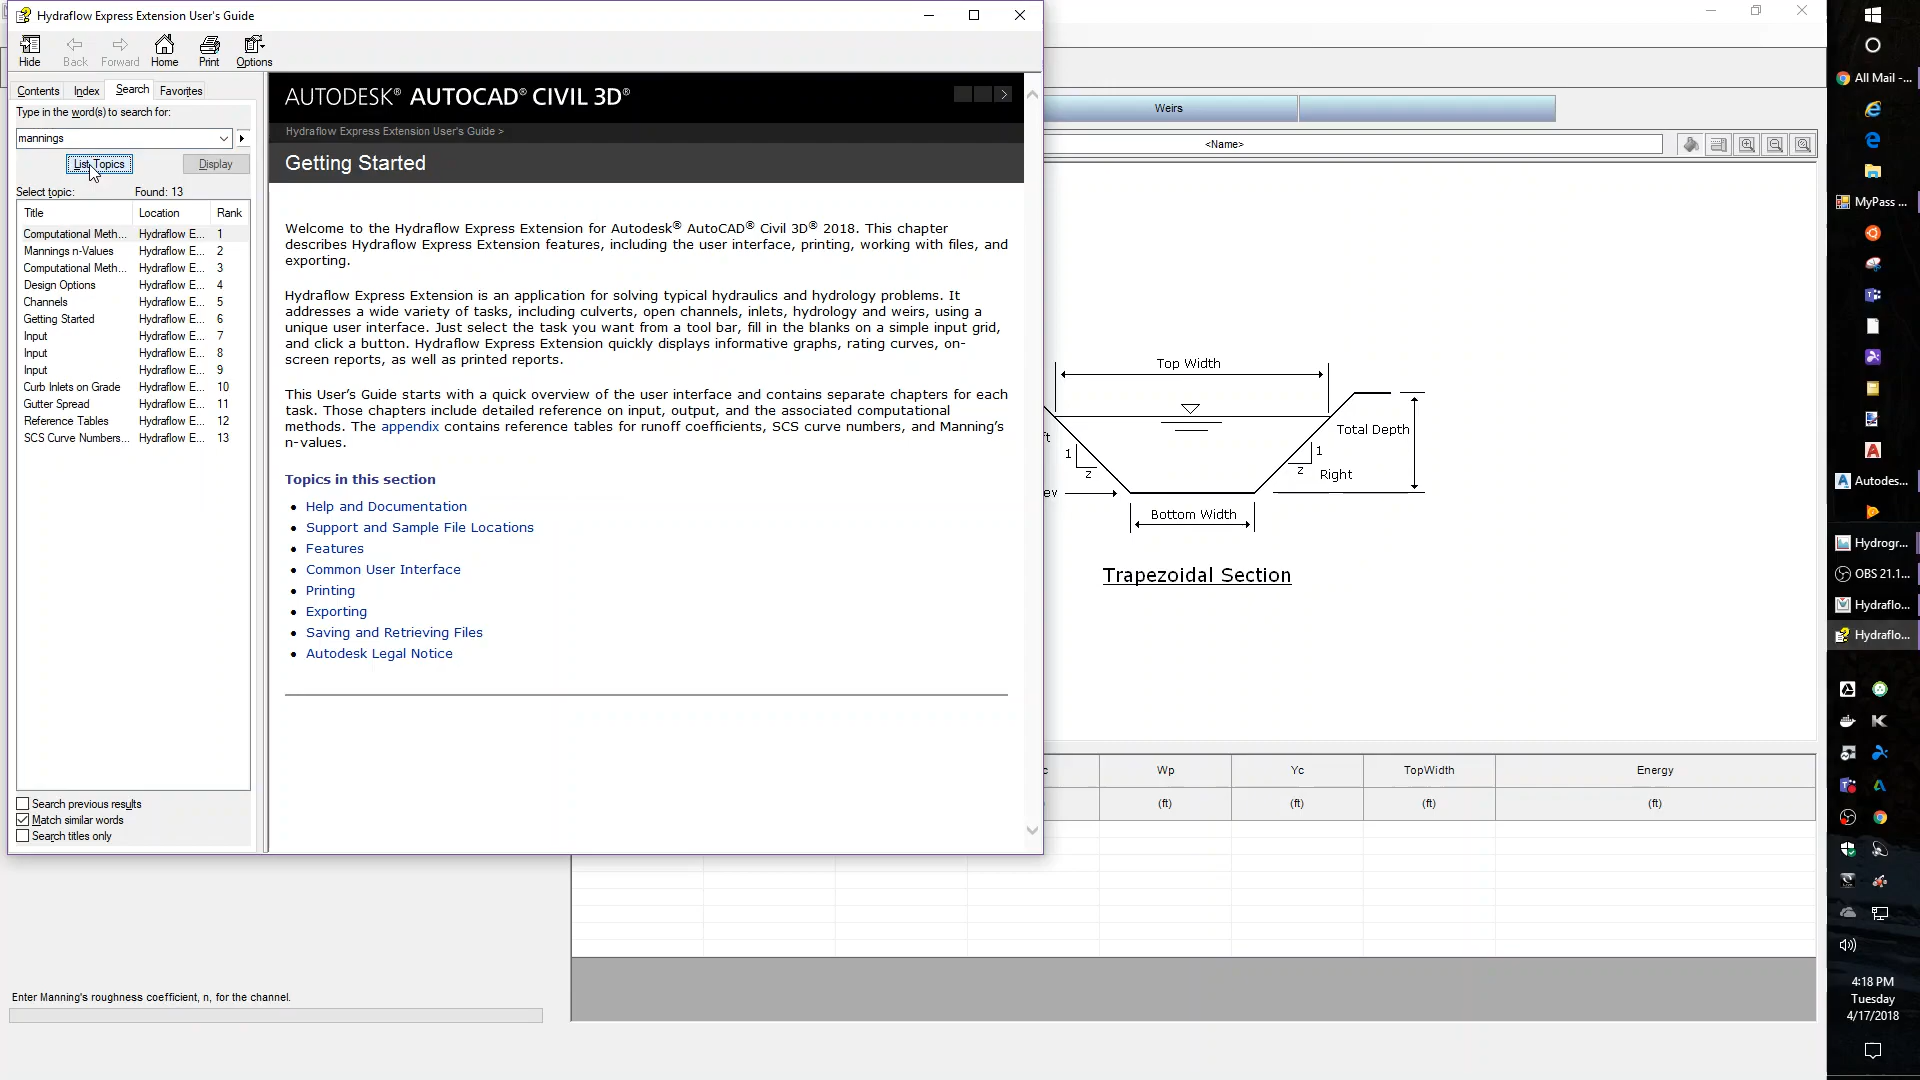 Hydraflow Express Extension User's Guide
Hide Back Forward Home Print Options
Contents Index Search Favorites
Type in the word(s) to search for:
mannings
List Topics Display
Select topic: Found: 13
Title Location Rank
Computational Meth... Hydraflow E... 1
Mannings n-Values Hydraflow E... 2
Computational Meth... Hydraflow E... 3
Design Options Hydraflow E... 4
Channels Hydraflow E... 5
Getting Started Hydraflow E... 6
Input Hydraflow E... 7
Input Hydraflow E... 8
Input Hydraflow E... 9
Curb Inlets on Grade Hydraflow E... 10
Gutter Spread Hydraflow E... 11
Reference Tables Hydraflow E... 12
SCS Curve Numbers... Hydraflow E... 13
Search previous results
Match similar words
Search titles only
AUTODESK® AUTOCAD® CIVIL 3D®
Hydraflow Express Extension User's Guide >
Getting Started
Welcome to the Hydraflow Express Extension for Autodesk® AutoCAD® Civil 3D® 2018. This chapter
describes Hydraflow Express Extension features, including the user interface, printing, working with files, and
exporting.
Hydraflow Express Extension is an application for solving typical hydraulics and hydrology problems. It
addresses a wide variety of tasks, including culverts, open channels, inlets, hydrology and weirs, using a
unique user interface. Just select the task you want from a tool bar, fill in the blanks on a simple input grid,
and click a button. Hydraflow Express Extension quickly displays informative graphs, rating curves, on-
screen reports, as well as printed reports.
This User's Guide starts with a quick overview of the user interface and contains separate chapters for each
task. Those chapters include detailed reference on input, output, and the associated computational
methods. The appendix contains reference tables for runoff coefficients, SCS curve numbers, and Manning's
n-values.
Topics in this section
• Help and Documentation
• Support and Sample File Locations
• Features
• Common User Interface
• Printing
• Exporting
• Saving and Retrieving Files
• Autodesk Legal Notice
Weirs
<Name>
Top Width
Total Depth
ft 1 z
1 z Right
ev
Bottom Width
Trapezoidal Section
c Wp Yc TopWidth Energy
) (ft) (ft) (ft) (ft)
Enter Manning's roughness coefficient, n, for the channel.
All Mail -...
MyPass ...
Autodes...
Hydrogr...
OBS 21.1...
Hydraflo...
Hydraflo...
4:18 PM
Tuesday
4/17/2018